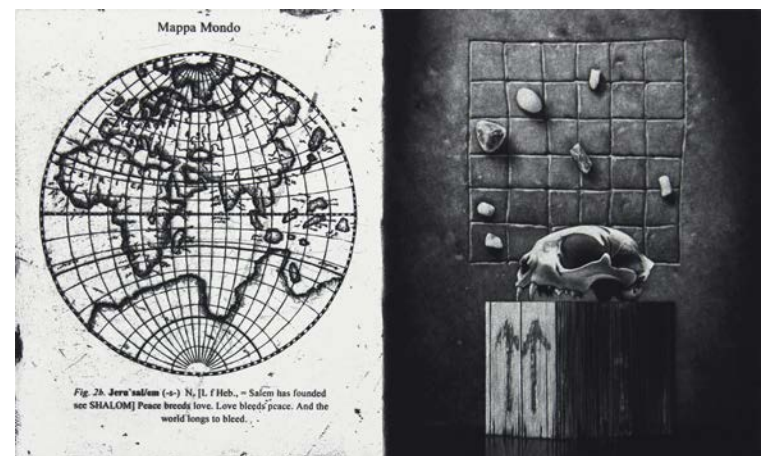 Mappa Mondo
Fig. 2b. Jeru´sal/em (-s-) N, [L f Heb., = Salem has founded
see SHALOM] Peace breeds love. Love bleeds peace. And the
world longs to bleed.